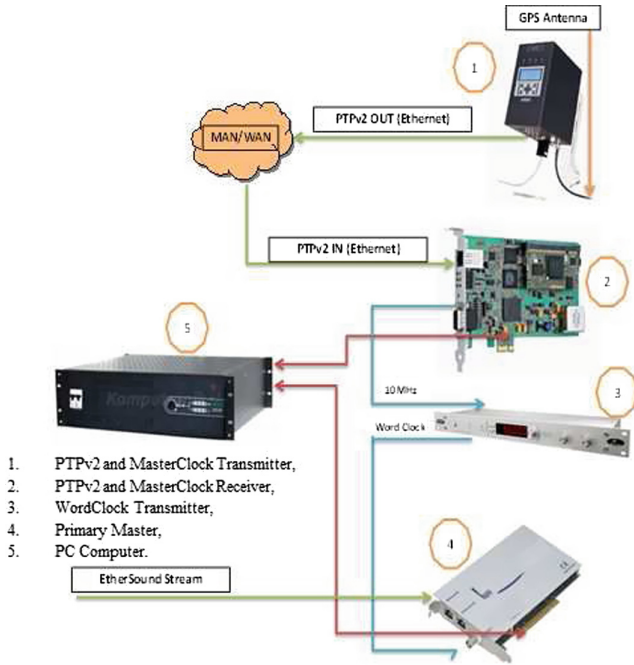 GPS Antenna
1
PTPv2 OUT (Ethernet)
MAN/WAN
PTPv2 IN (Ethernet)
2
5
10 MHz
3
Word Clock
1. PTPv2 and MasterClock Transmitter,
2. PTPv2 and MasterClock Receiver,
3. WordClock Transmitter,
4. Primary Master,
5. PC Computer.
4
EtherSound Stream